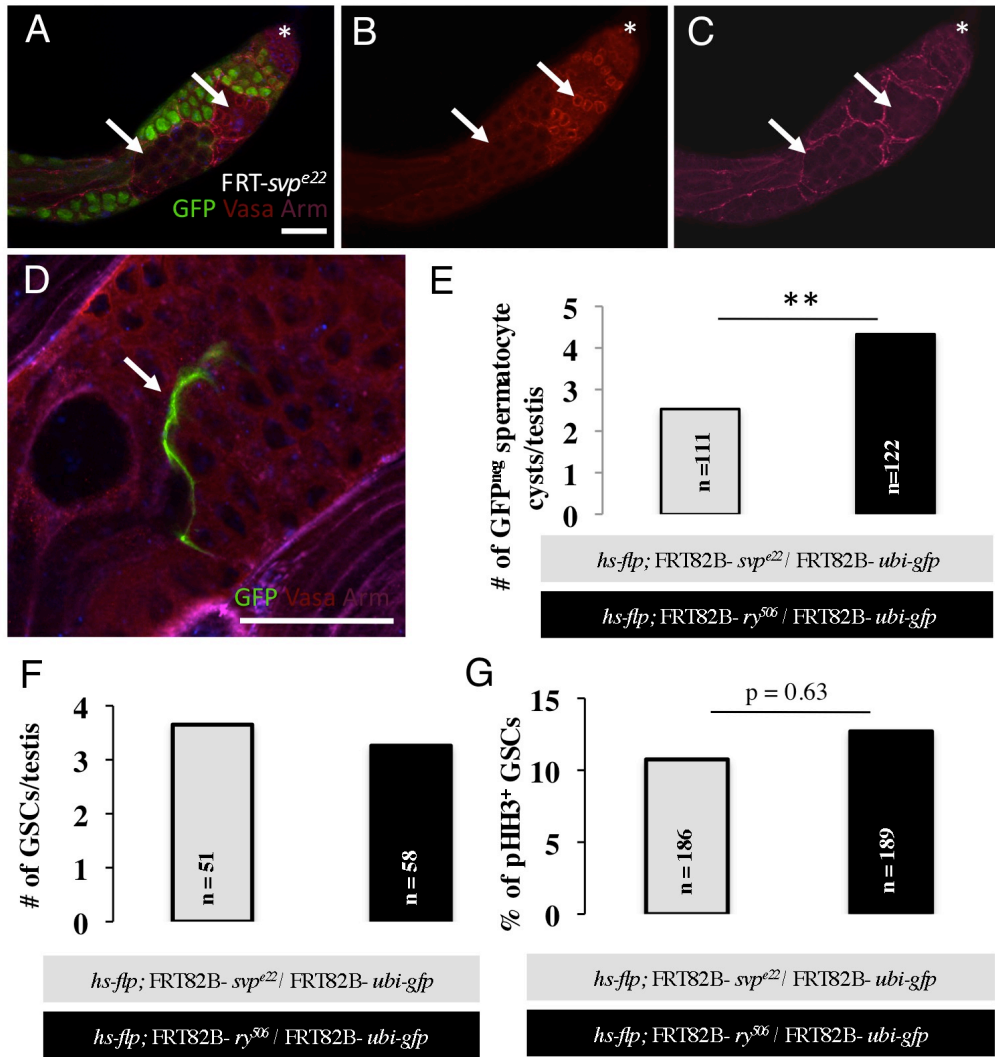 A
*
FRT-svpᵉ²²
GFP Vasa Arm
B
*
C
*
D
GFP Vasa Arm
E
# of GFPⁿᵉᵍ spermatocyte
cysts/testis
5
4
3
2
1
0
**
n =111
n=122
hs-flp; FRT82B- svpᵉ²² / FRT82B- ubi-gfp
hs-flp; FRT82B- ry⁵⁰⁶ / FRT82B- ubi-gfp
F
# of GSCs/testis
4
3
2
1
0
n = 51
n = 58
hs-flp; FRT82B- svpᵉ²² / FRT82B- ubi-gfp
hs-flp; FRT82B- ry⁵⁰⁶ / FRT82B- ubi-gfp
G
% of pHH3⁺ GSCs
15
10
5
0
p = 0.63
n = 186
n = 189
hs-flp; FRT82B- svpᵉ²² / FRT82B- ubi-gfp
hs-flp; FRT82B- ry⁵⁰⁶ / FRT82B- ubi-gfp